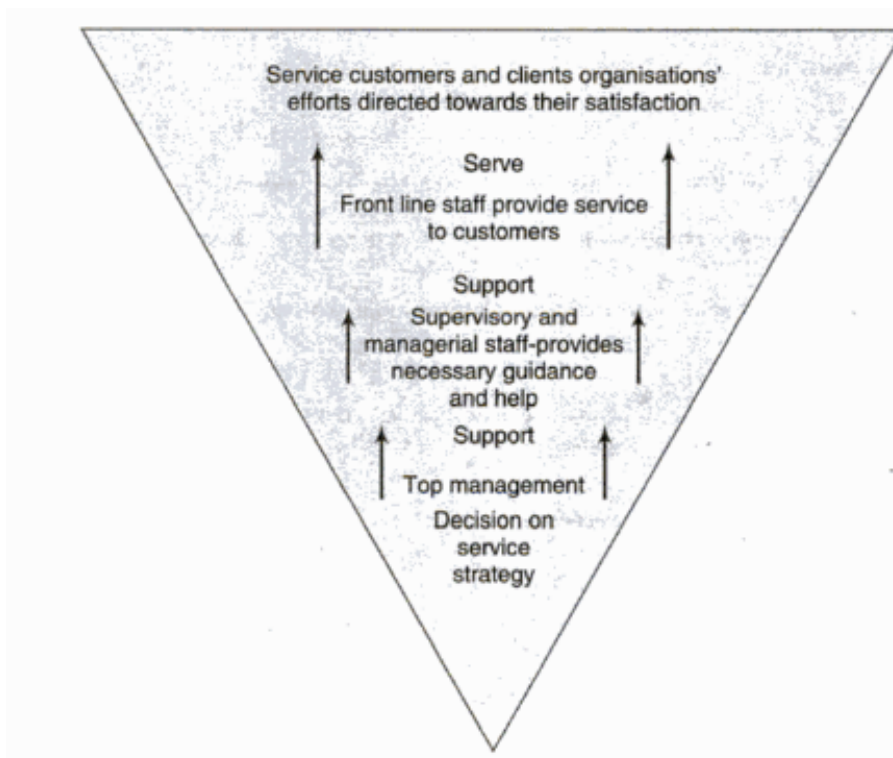 Service customers and clients organisations'
efforts directed towards their satisfaction
Serve
Front line staff provide service
to customers
Support
Supervisory and
managerial staff-provides
necessary guidance
and help
Support
Top management
Decision on
service
strategy